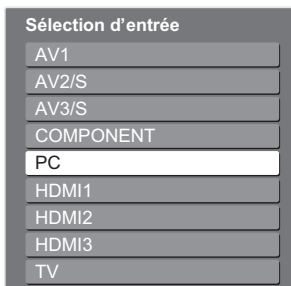 Sélection d’entrée
AV1
AV2/S
AV3/S
COMPONENT
PC
HDMI1
HDMI2
HDMI3
TV